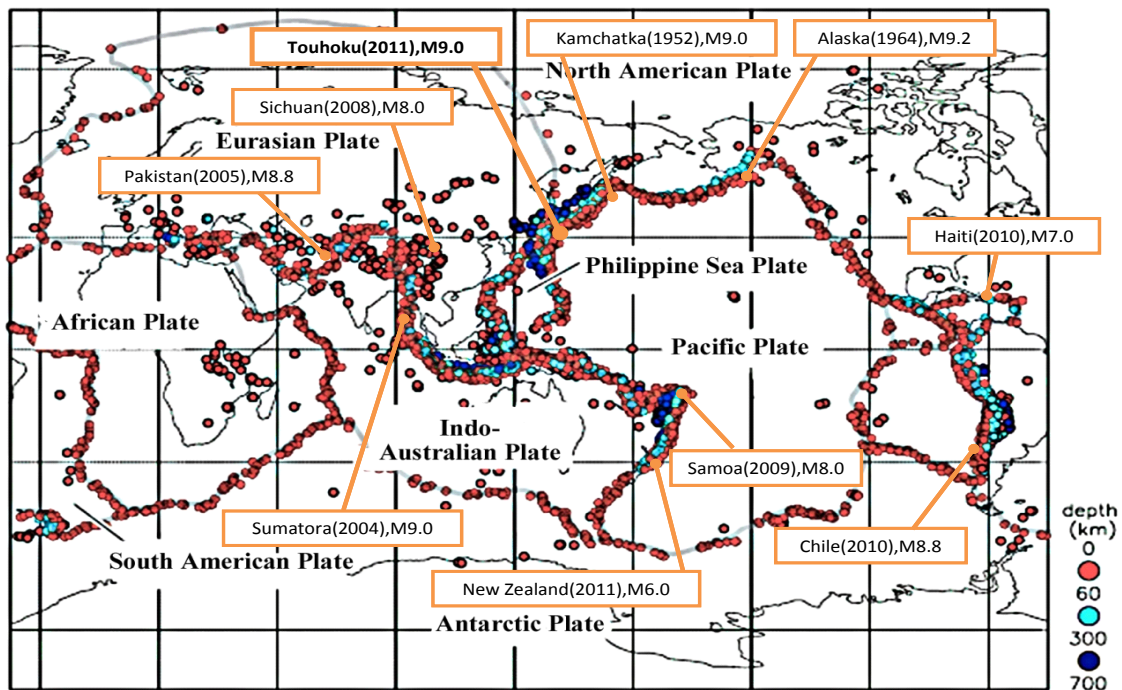 Touhoku(2011),M9.0
Kamchatka(1952),M9.0
Alaska(1964),M9.2
North American Plate
Sichuan(2008),M8.0
Eurasian Plate
Pakistan(2005),M8.8
Haiti(2010),M7.0
Philippine Sea Plate
African Plate
Pacific Plate
Indo-
Australian Plate
Samoa(2009),M8.0
Sumatora(2004),M9.0
Chile(2010),M8.8
South American Plate
New Zealand(2011),M6.0
Antarctic Plate
depth
(km)
0
60
300
700